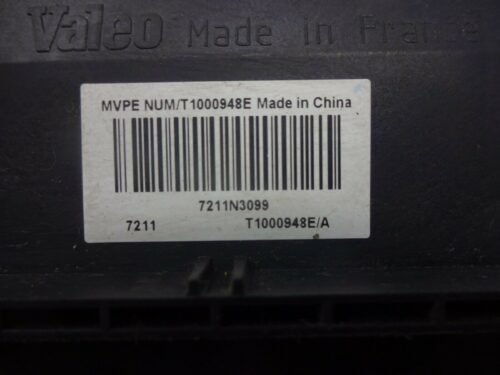 Valeo Made in France
MVPE NUM/T1000948E Made in China
7211N3099
7211 T1000948E/A